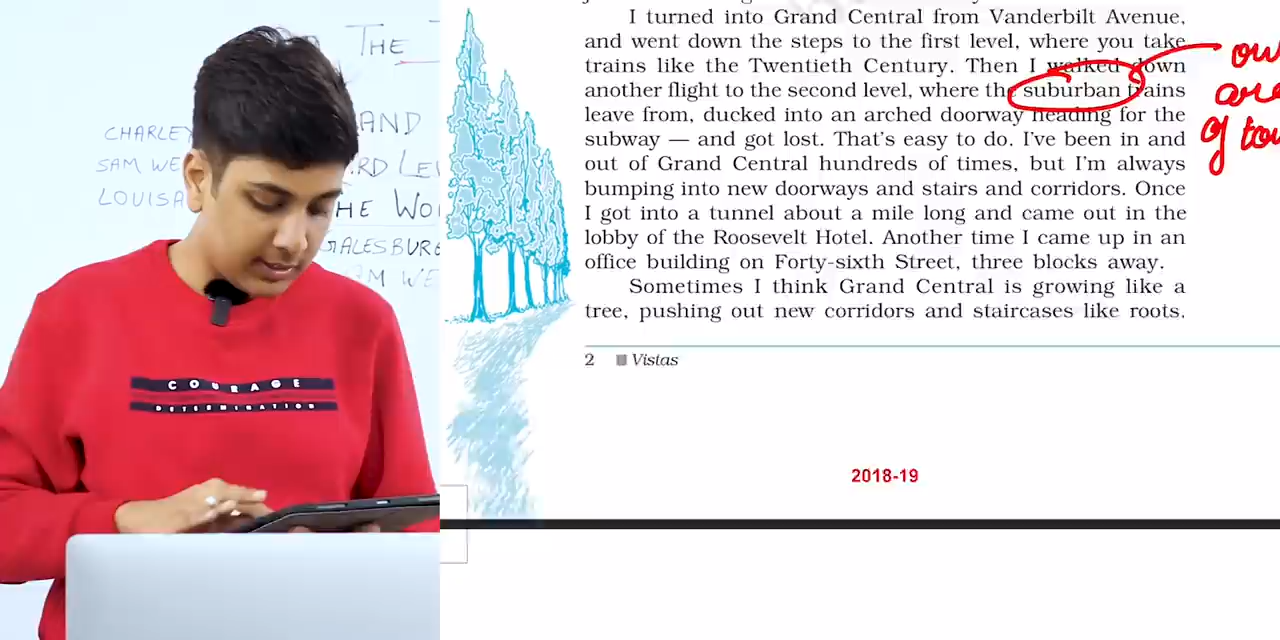 THE
CHARLEY
AND
SAM WE
RD LEV
LOUISA
HE WO
GALESBURG
AM WE
COURAGE
DETERMINATION
I turned into Grand Central from Vanderbilt Avenue,
and went down the steps to the first level, where you take
trains like the Twentieth Century. Then I walked down
another flight to the second level, where the suburban trains
leave from, ducked into an arched doorway heading for the
subway — and got lost. That's easy to do. I've been in and
out of Grand Central hundreds of times, but I'm always
bumping into new doorways and stairs and corridors. Once
I got into a tunnel about a mile long and came out in the
lobby of the Roosevelt Hotel. Another time I came up in an
office building on Forty-sixth Street, three blocks away.
Sometimes I think Grand Central is growing like a
tree, pushing out new corridors and staircases like roots.
ou
are
of tow
2 Vistas
2018-19